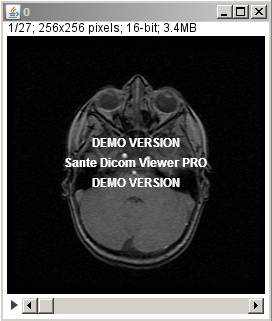 0
1/27; 256x256 pixels; 16-bit; 3.4MB
DEMO VERSION
Sante Dicom Viewer PRO
DEMO VERSION